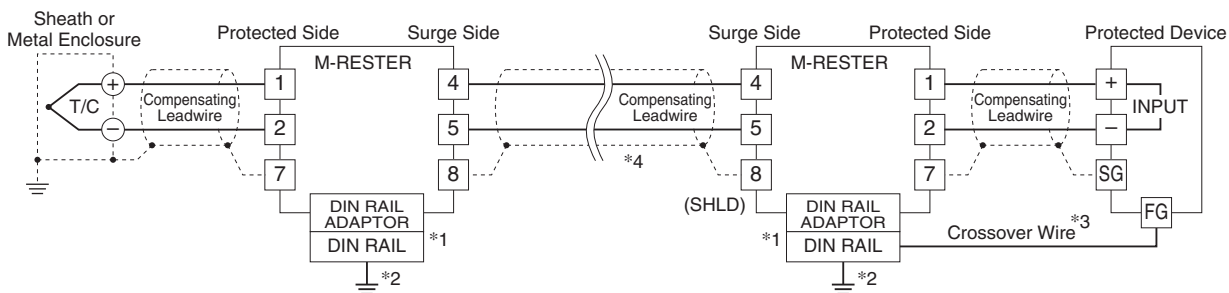 Sheath or
Metal Enclosure
Protected Side
Surge Side
Surge Side
Protected Side
Protected Device
M-RESTER
M-RESTER
+
1
4
4
1
+
T/C
Compensating
Leadwire
Compensating
Leadwire
Compensating
Leadwire
INPUT
−
2
5
5
2
−
*4
7
8
8
7
SG
(SHLD)
DIN RAIL
ADAPTOR
DIN RAIL
ADAPTOR
FG
*1
*1
DIN RAIL
DIN RAIL
Crossover Wire*3
*2
*2